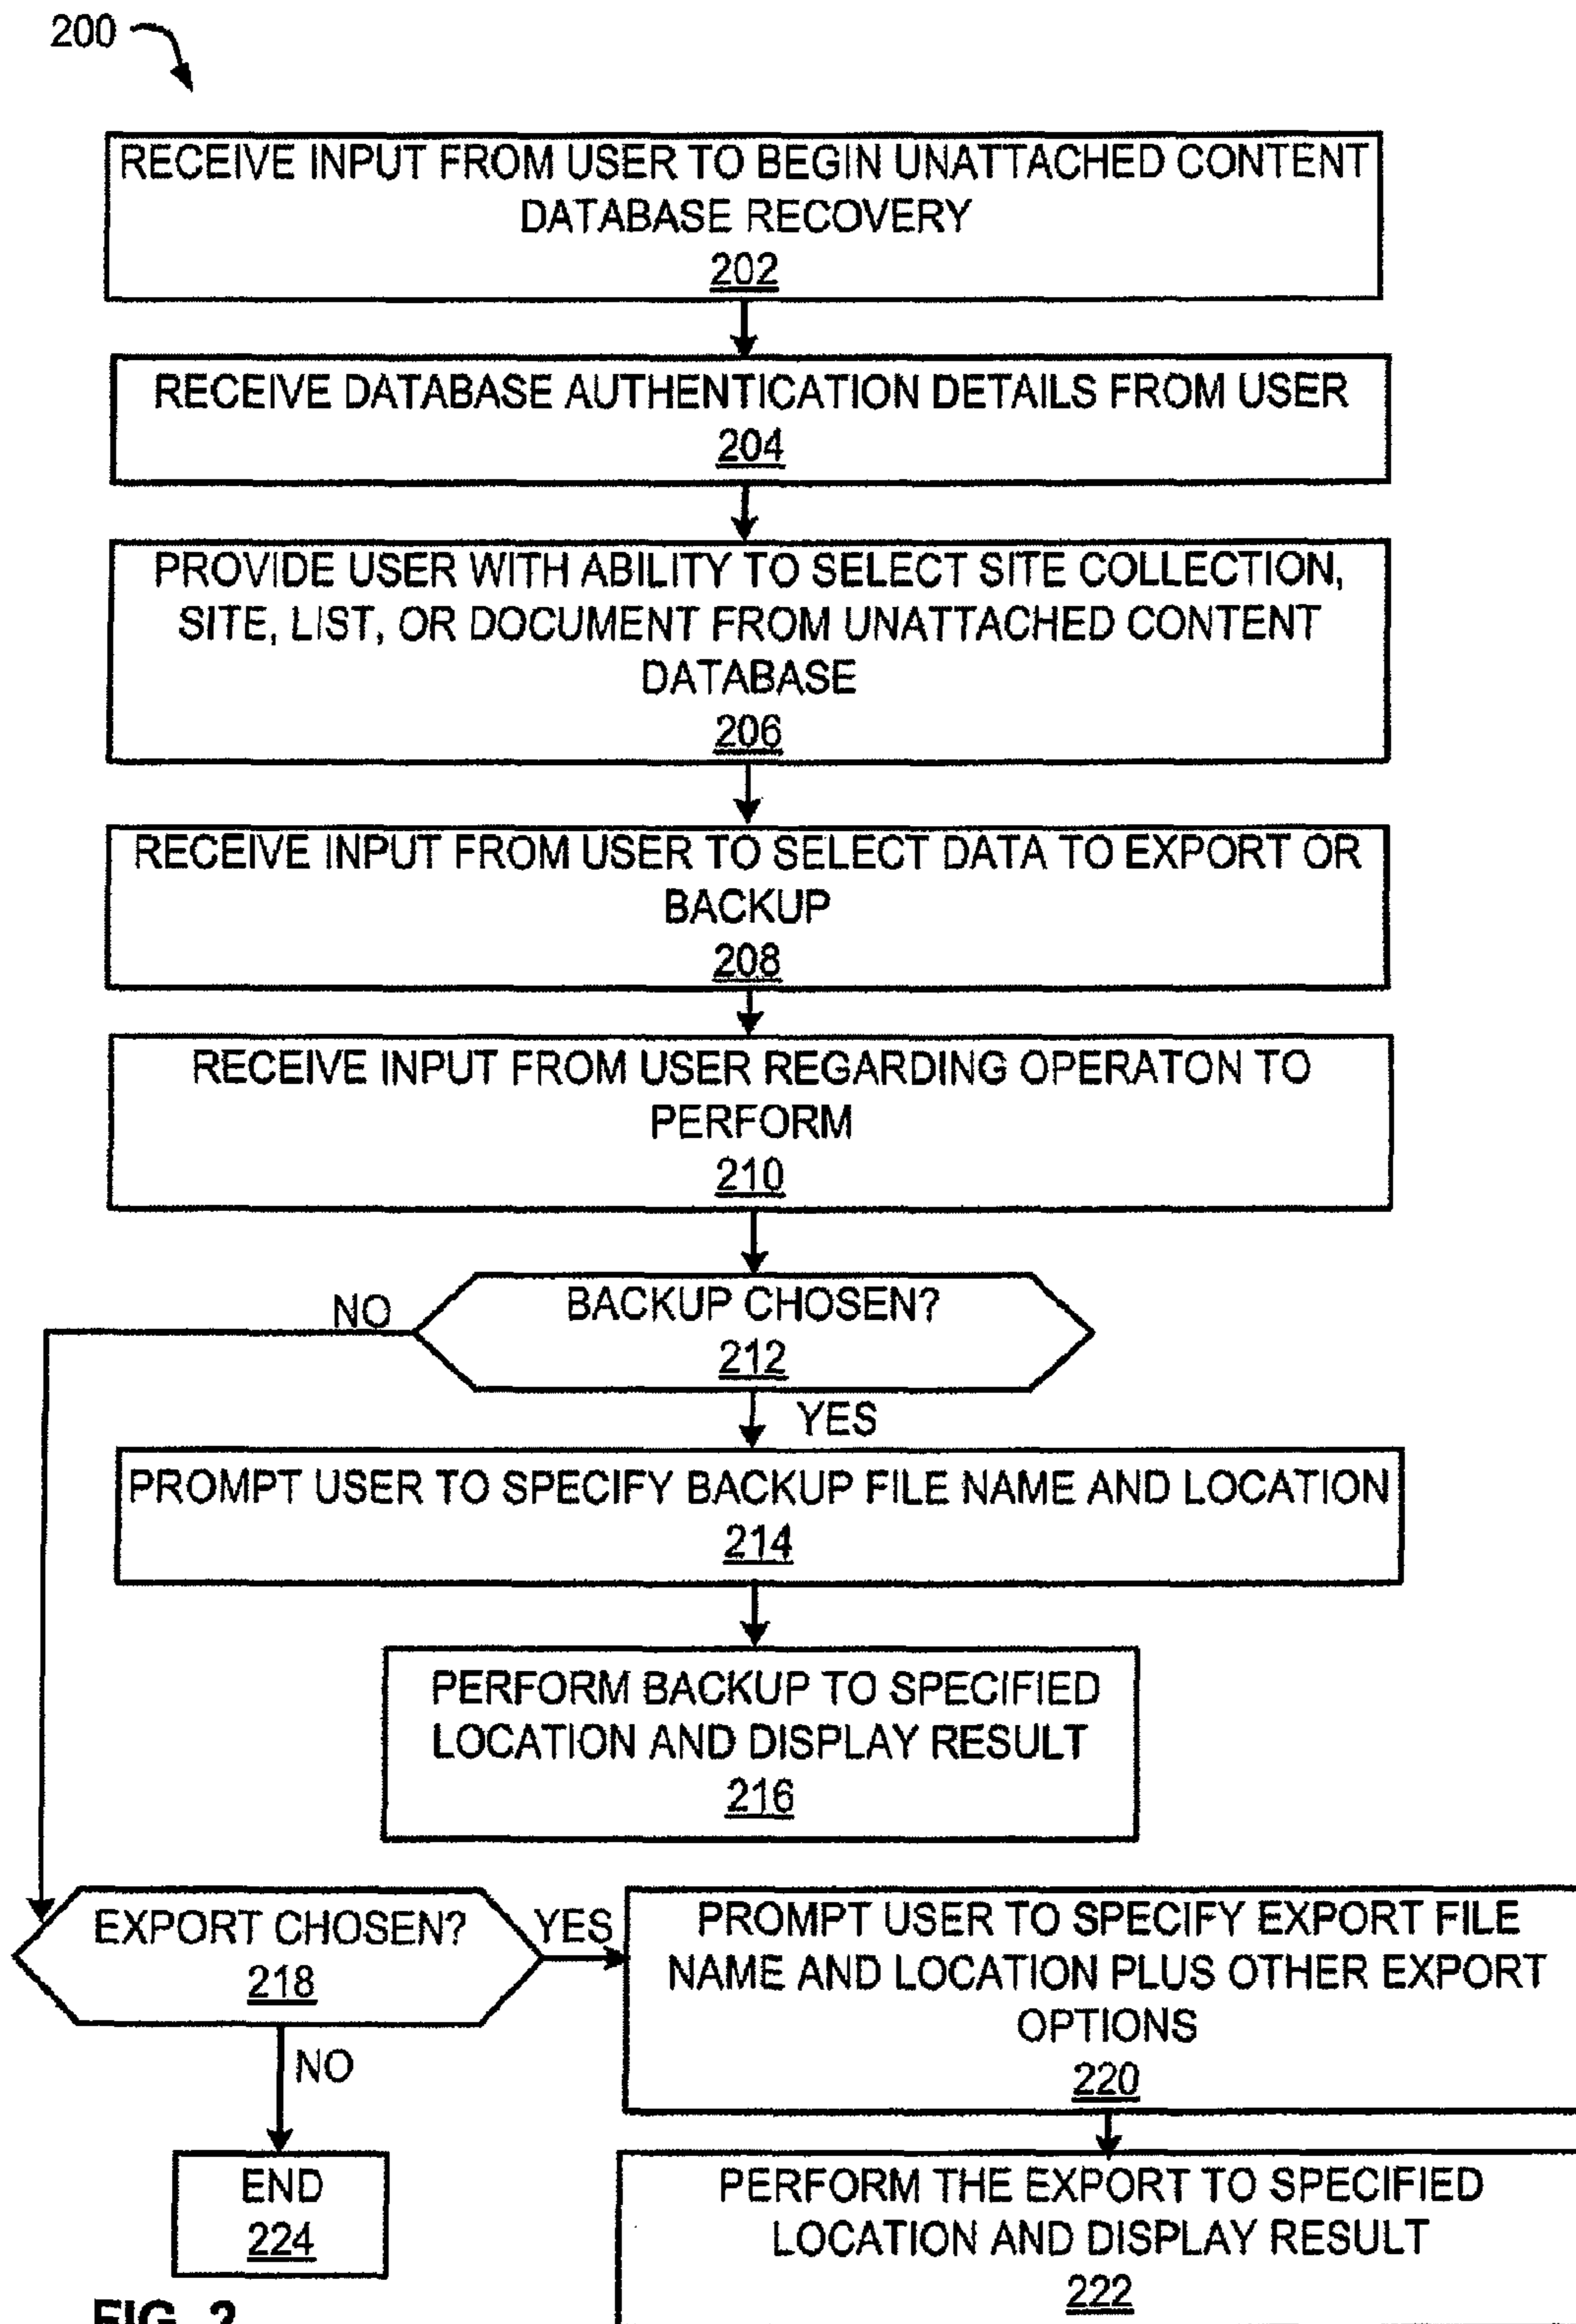 200
RECEIVE INPUT FROM USER TO BEGIN UNATTACHED CONTENT
DATABASE RECOVERY
202
RECEIVE DATABASE AUTHENTICATION DETAILS FROM USER
204
PROVIDE USER WITH ABILITY TO SELECT SITE COLLECTION,
SITE, LIST, OR DOCUMENT FROM UNATTACHED CONTENT
DATABASE
206
RECEIVE INPUT FROM USER TO SELECT DATA TO EXPORT OR
BACKUP
208
RECEIVE INPUT FROM USER REGARDING OPERATON TO
PERFORM
210
NO
BACKUP CHOSEN?
212
YES
PROMPT USER TO SPECIFY BACKUP FILE NAME AND LOCATION
214
PERFORM BACKUP TO SPECIFIED
LOCATION AND DISPLAY RESULT
216
EXPORT CHOSEN?
218
YES
PROMPT USER TO SPECIFY EXPORT FILE
NAME AND LOCATION PLUS OTHER EXPORT
OPTIONS
220
NO
END
224
PERFORM THE EXPORT TO SPECIFIED
LOCATION AND DISPLAY RESULT
222
FIG. 2